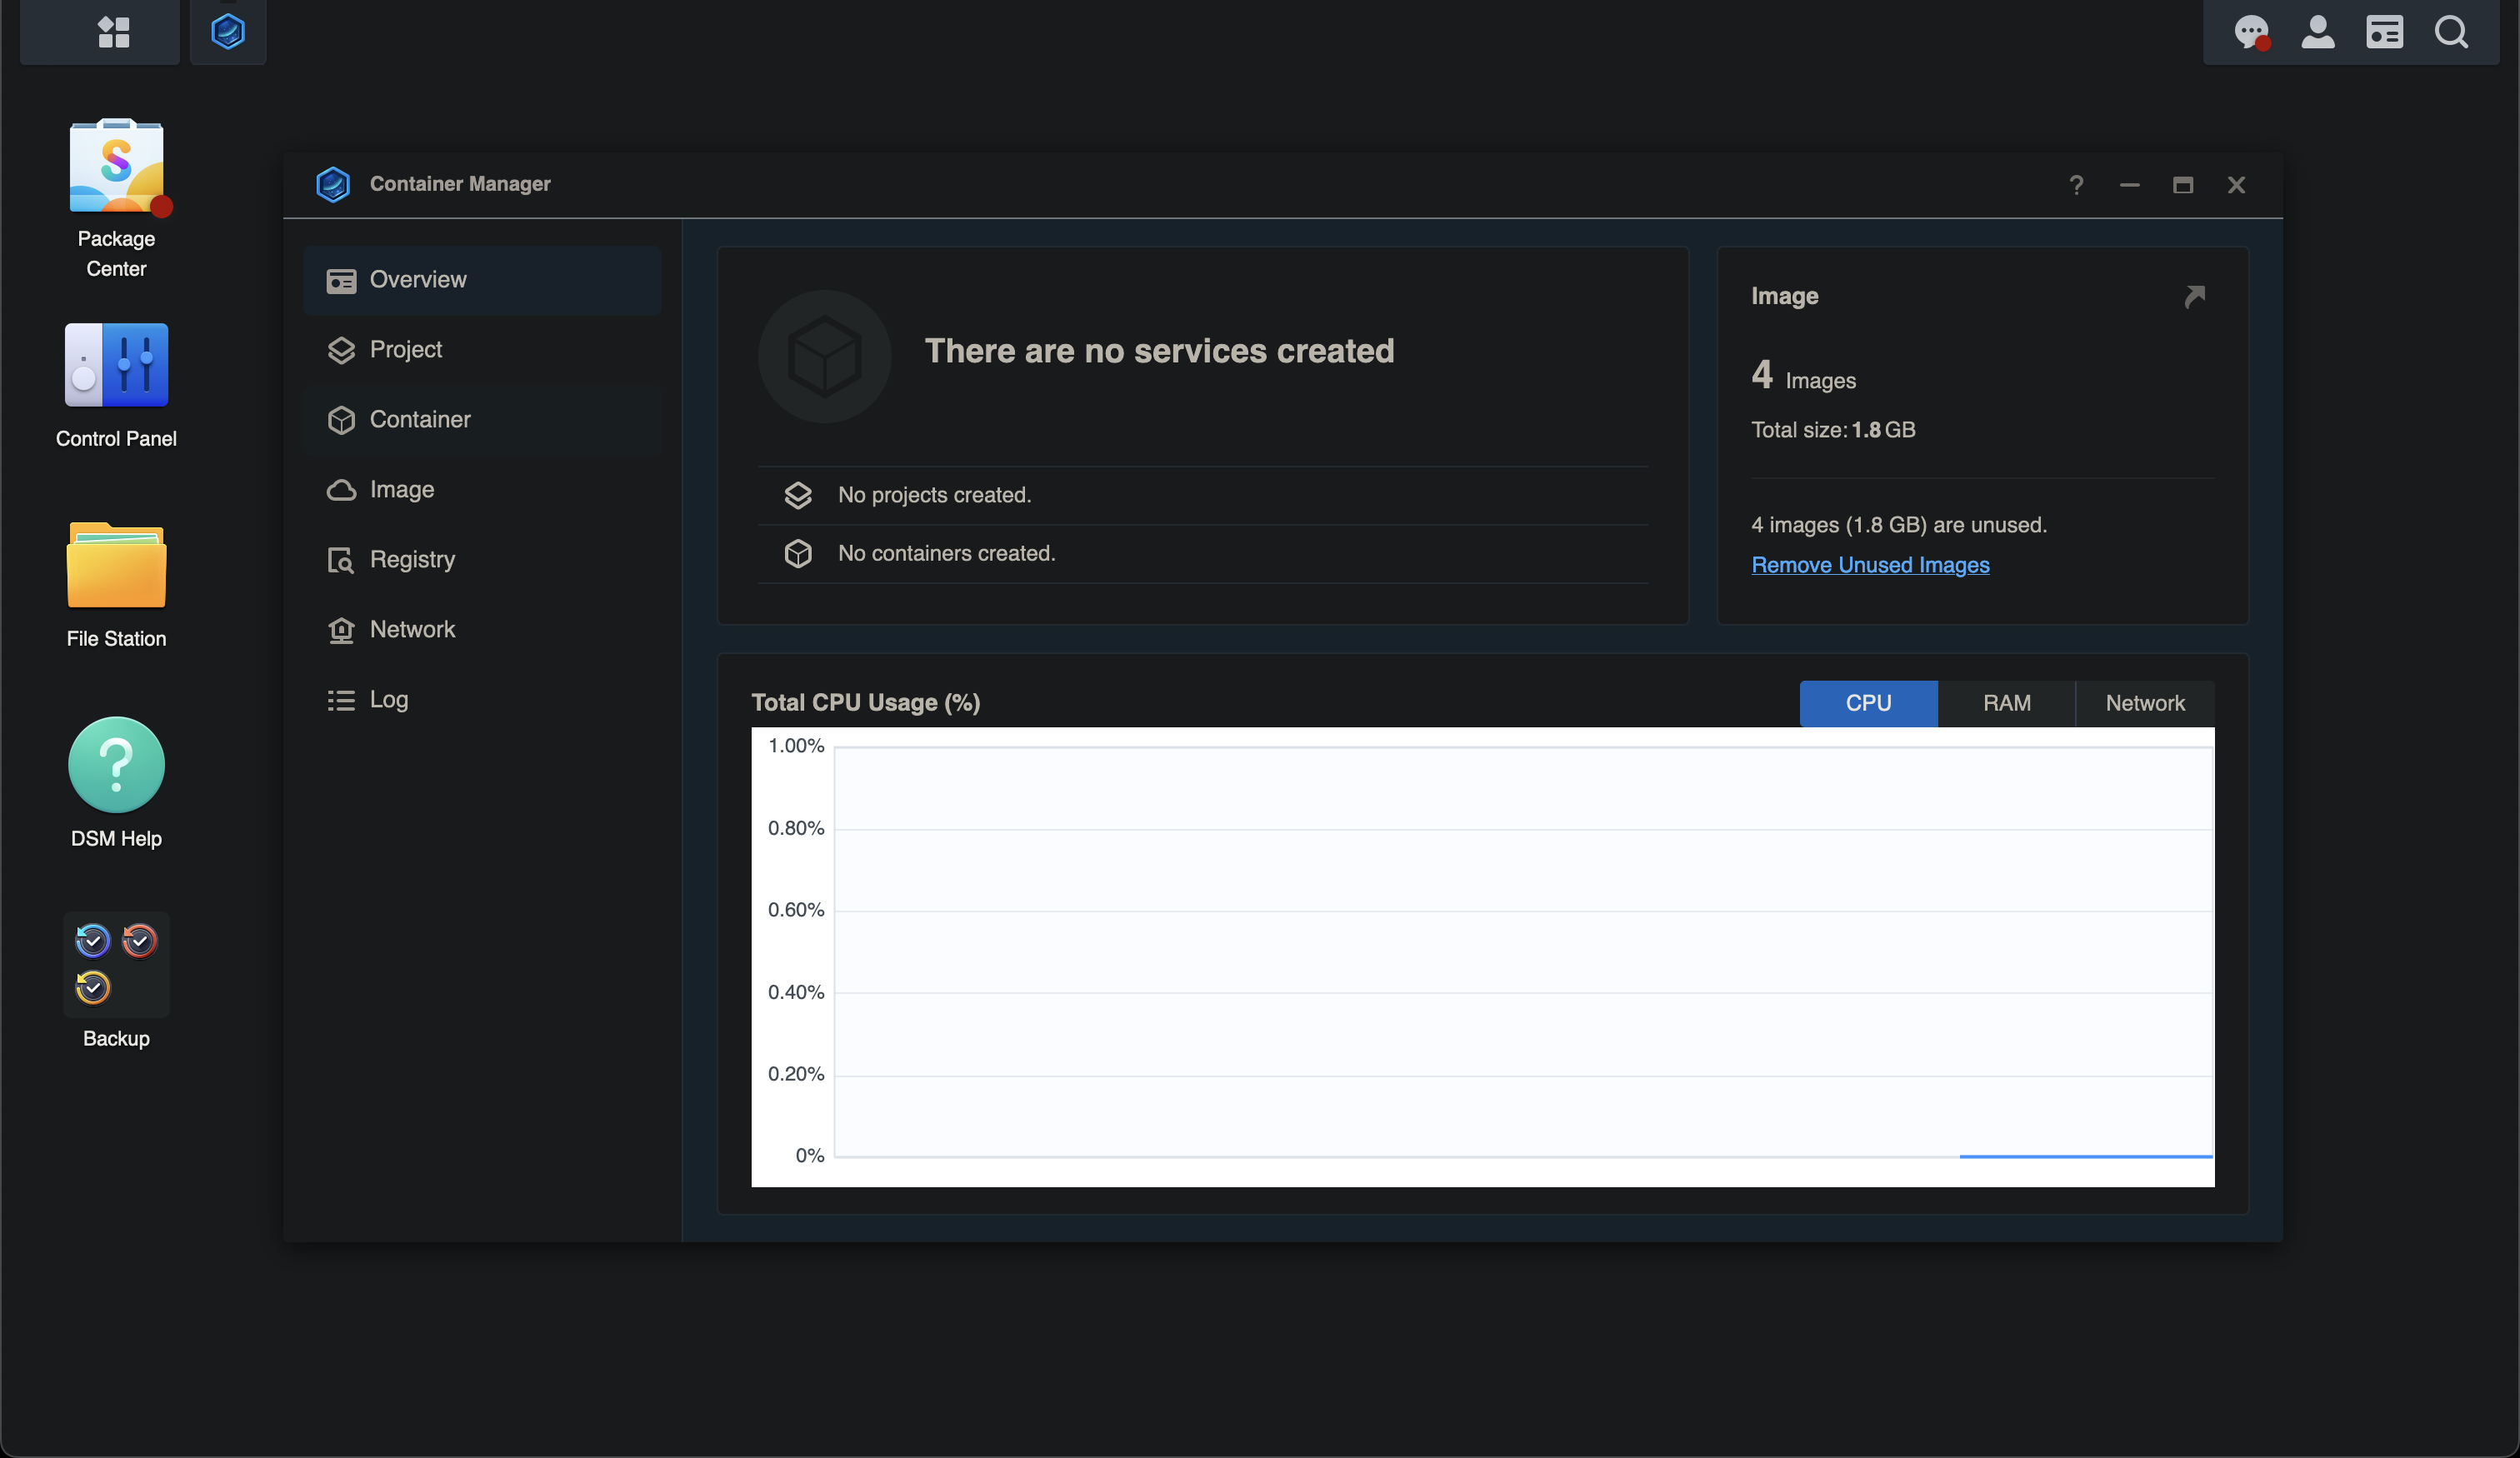 Package
Center
Control Panel
File Station
DSM Help
Backup
Container Manager
Overview
Project
Container
Image
Registry
Network
Log
There are no services created
No projects created.
No containers created.
Image
4 Images
Total size: 1.8 GB
4 images (1.8 GB) are unused.
Remove Unused Images
Total CPU Usage (%)
CPU RAM Network
1.00%
0.80%
0.60%
0.40%
0.20%
0%